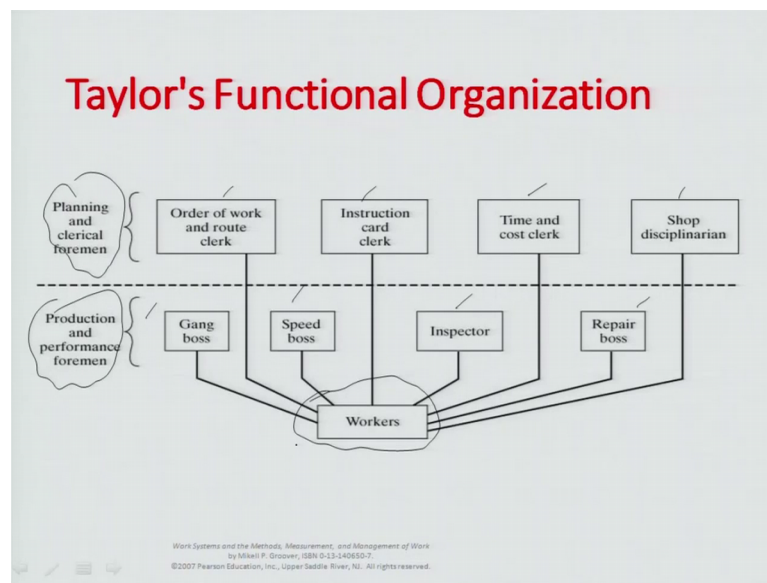 Taylor's Functional Organization
Planning
and
clerical
foremen
Order of work
and route
clerk
Instruction
card
clerk
Time and
cost clerk
Shop
disciplinarian
Production
and
performance
foremen
Gang
boss
Speed
boss
Inspector
Repair
boss
Workers
Work Systems and the Methods, Measurement, and Management of Work
by Mikell P. Groover, ISBN 0-13-140650-7.
©2007 Pearson Education, Inc., Upper Saddle River, NJ. All rights reserved.